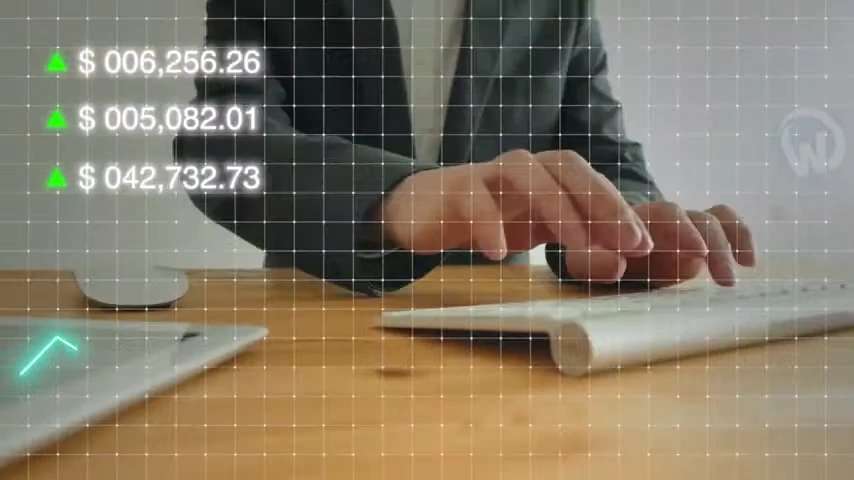 $ 006,256.26
$ 005,082.01
$ 042,732.73
W